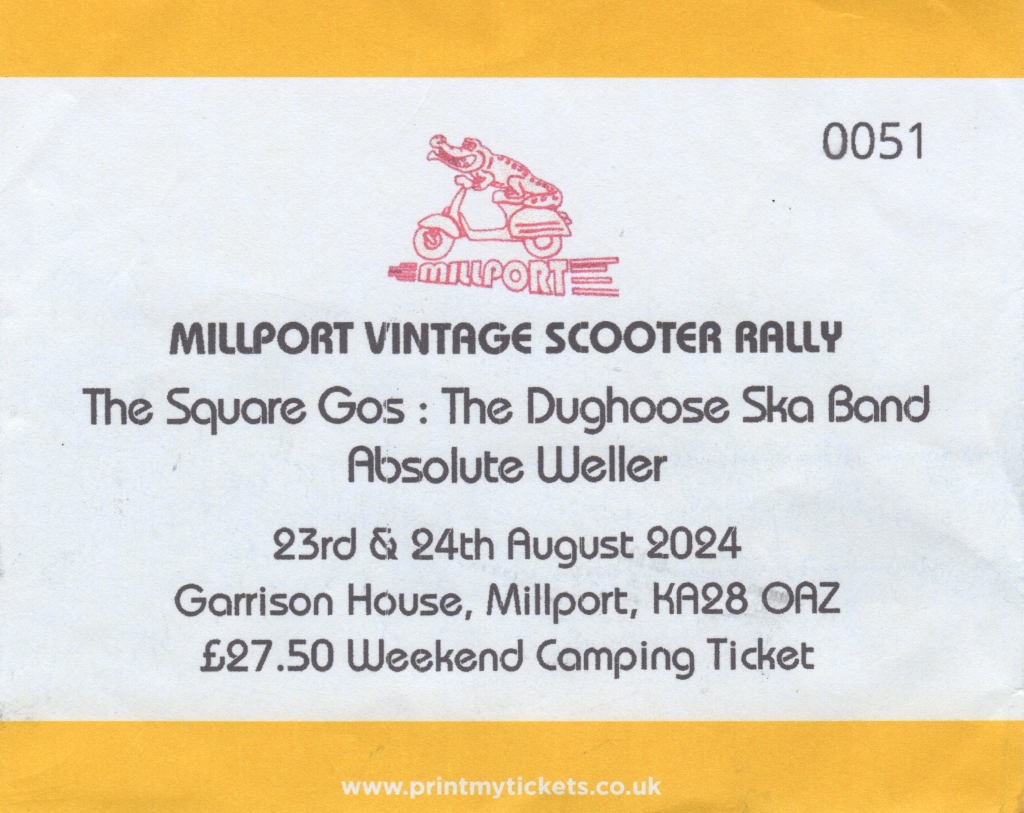 0051
MILLPORT
MILLPORT VINTAGE SCOOTER RALLY
The Square Gos : The Dughoose Ska Band
Absolute Weller
23rd & 24th August 2024
Garrison House, Millport, KA28 OAZ
£27.50 Weekend Camping Ticket
www.printmytickets.co.uk